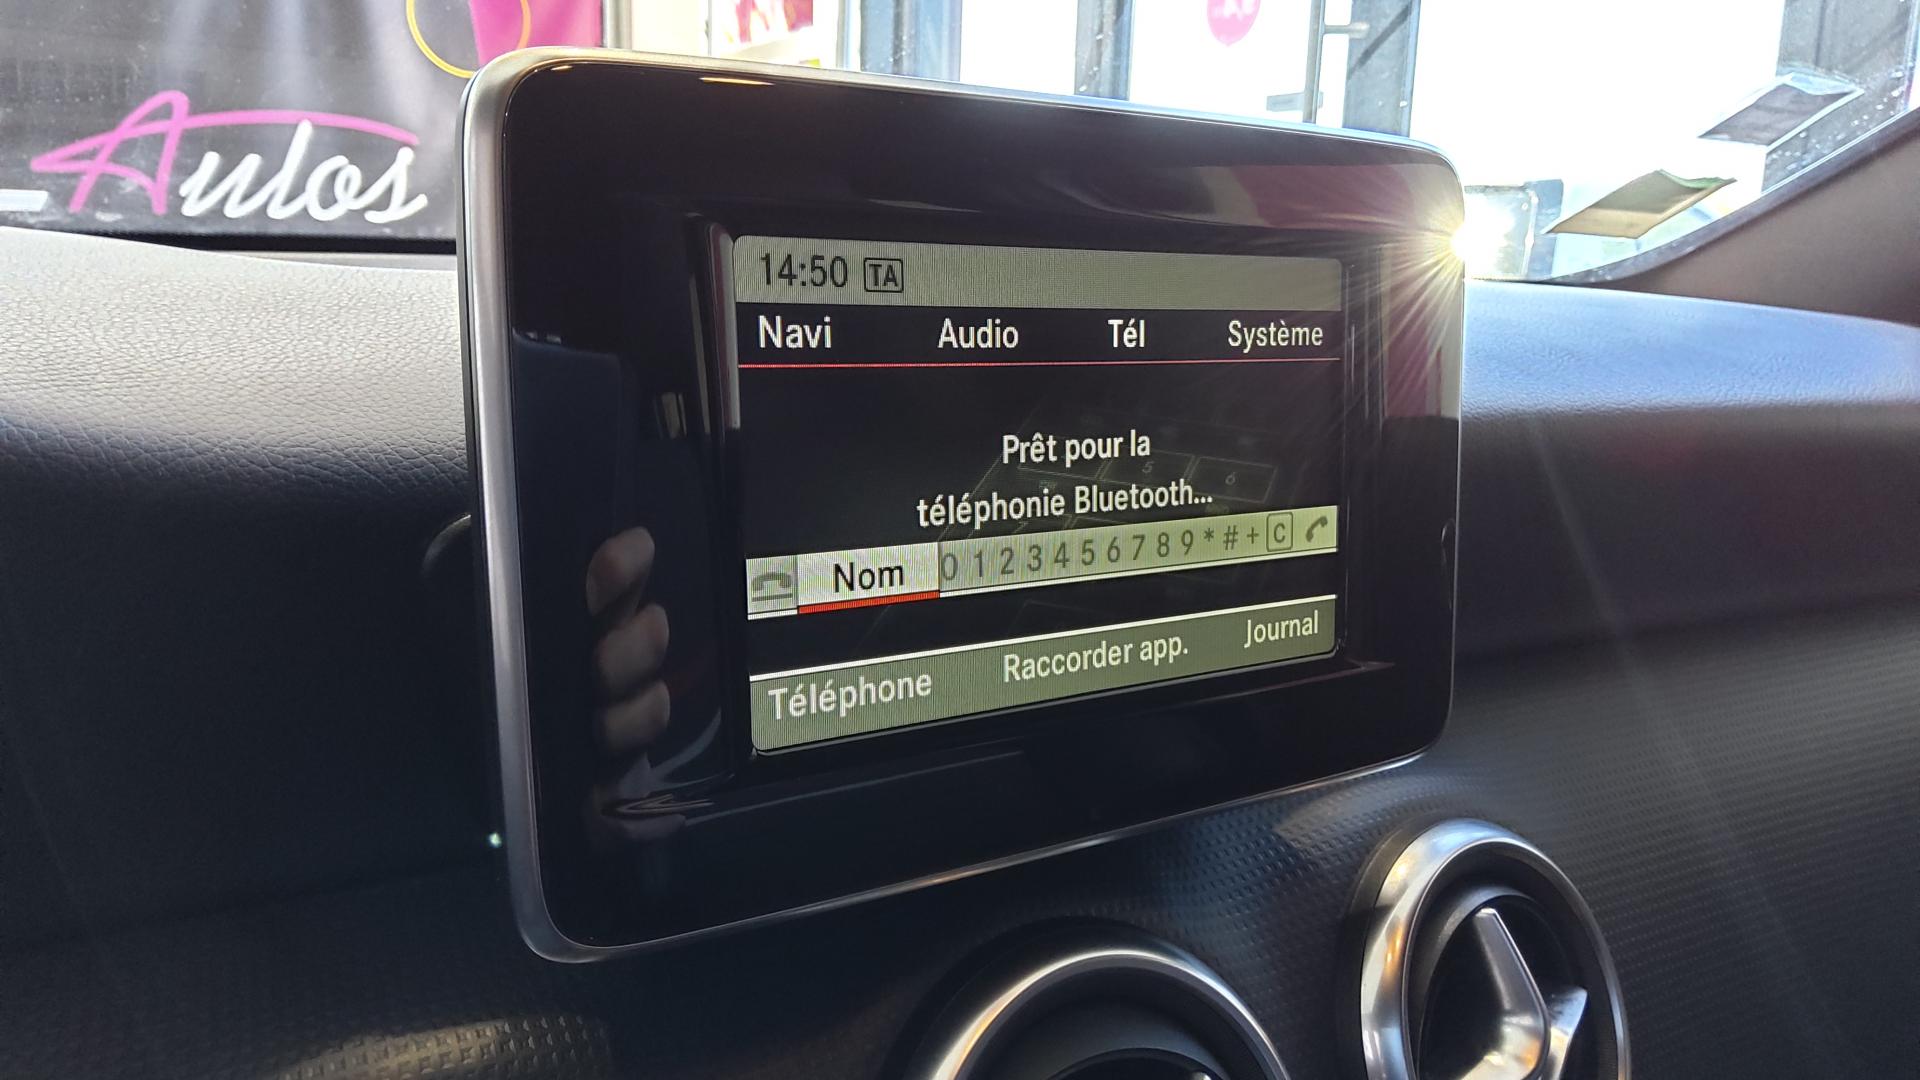 Autos
14:50 TA
Navi Audio Tél Système
Prêt pour la
téléphonie Bluetooth...
Nom 0 1 2 3 4 5 6 7 8 9 * # + C
Téléphone Raccorder app. Journal